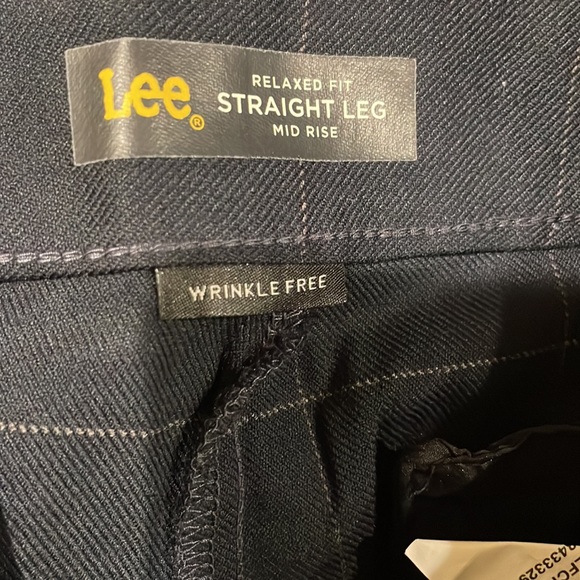 Lee®
RELAXED FIT
STRAIGHT LEG
MID RISE
WRINKLE FREE